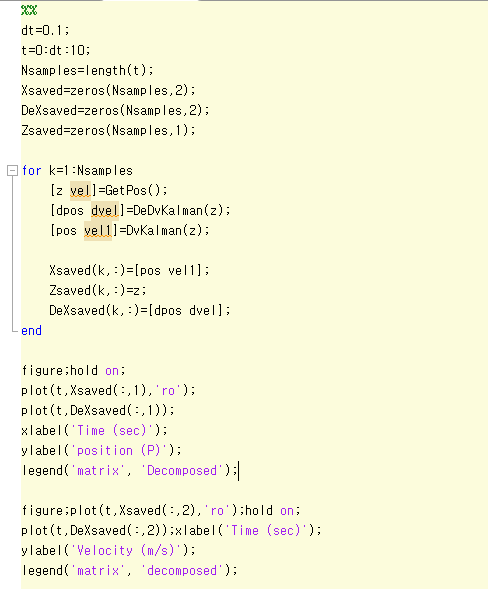 %%
dt=0.1;
t=0:dt:10;
Nsamples=length(t);
Xsaved=zeros(Nsamples,2);
DeXsaved=zeros(Nsamples,2);
Zsaved=zeros(Nsamples,1);
for k=1:Nsamples
[z vel]=GetPos();
[dpos dvel]=DeDvKalman(z);
[pos vel1]=DvKalman(z);
Xsaved(k,:)=[pos vel1];
Zsaved(k,:)=z;
DeXsaved(k,:)=[dpos dvel];
end
figure;hold on;
plot(t,Xsaved(:,1),'ro');
plot(t,DeXsaved(:,1));
xlabel('Time (sec)');
ylabel('position (P)');
legend('matrix', 'Decomposed');
figure;plot(t,Xsaved(:,2),'ro');hold on;
plot(t,DeXsaved(:,2));xlabel('Time (sec)');
ylabel('Velocity (m/s)');
legend('matrix', 'decomposed');